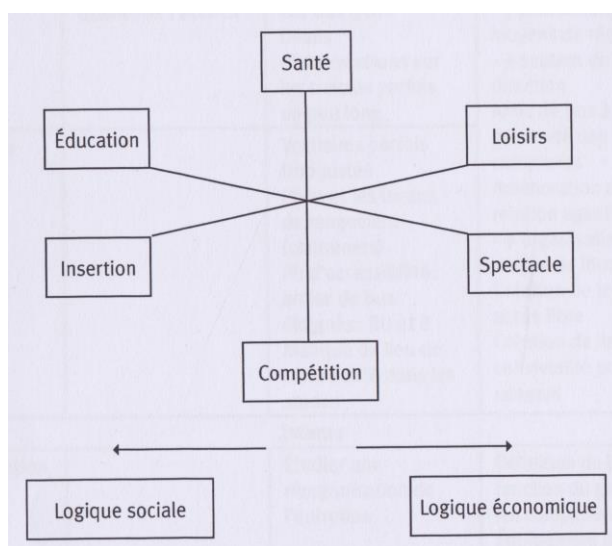 Santé
Éducation
Loisirs
Insertion
Spectacle
Compétition
Logique sociale
Logique économique